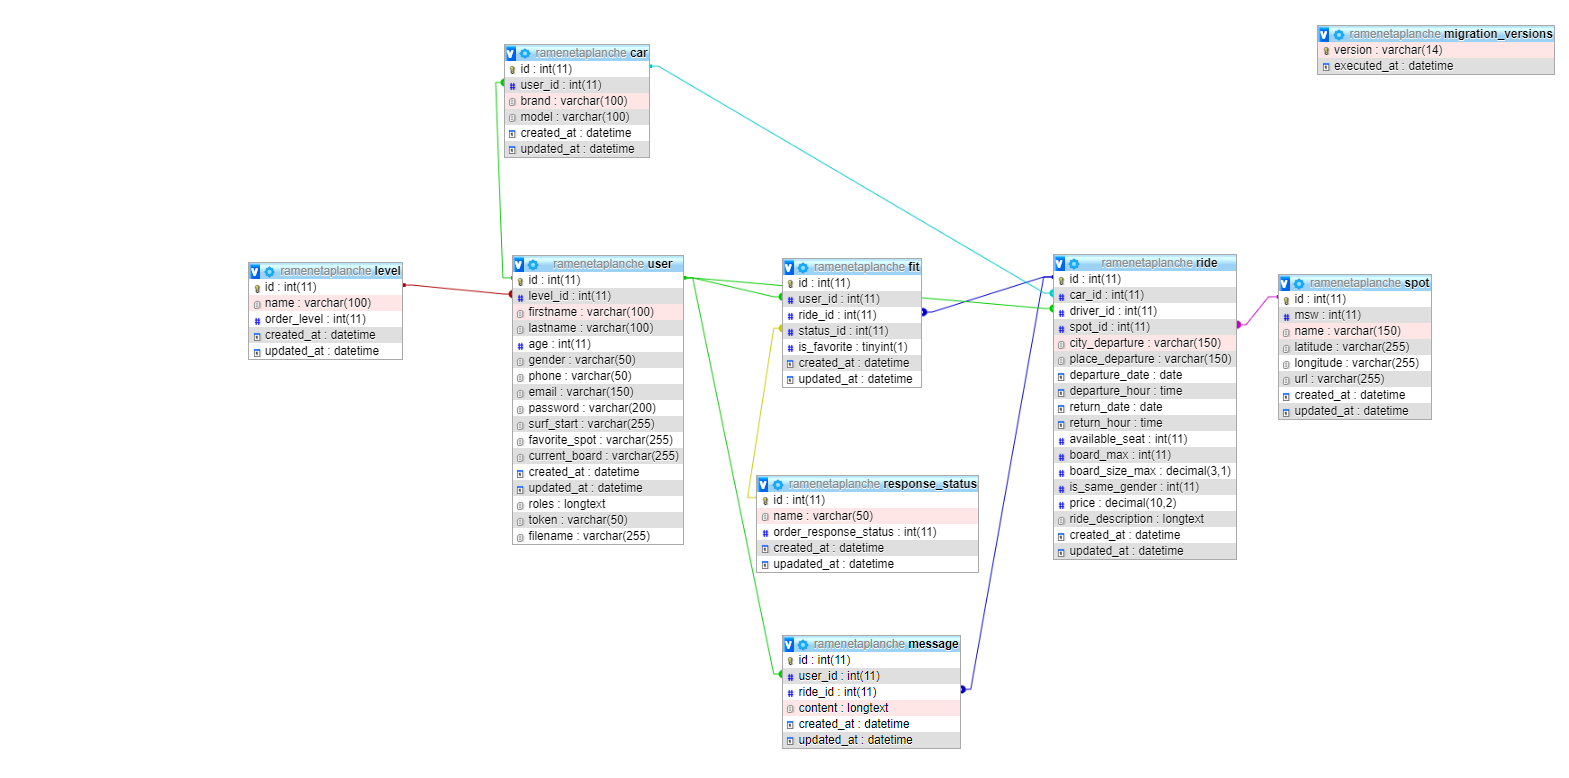 ramenetaplanche migration_versions
version : varchar(14)
executed_at : datetime
ramenetaplanche car
id : int(11)
user_id : int(11)
brand : varchar(100)
model : varchar(100)
created_at : datetime
updated_at : datetime
ramenetaplanche level
id : int(11)
name : varchar(100)
order_level : int(11)
created_at : datetime
updated_at : datetime
ramenetaplanche user
id : int(11)
level_id : int(11)
firstname : varchar(100)
lastname : varchar(100)
age : int(11)
gender : varchar(50)
phone : varchar(50)
email : varchar(150)
password : varchar(200)
surf_start : varchar(255)
favorite_spot : varchar(255)
current_board : varchar(255)
created_at : datetime
updated_at : datetime
roles : longtext
token : varchar(50)
filename : varchar(255)
ramenetaplanche fit
id : int(11)
user_id : int(11)
ride_id : int(11)
status_id : int(11)
is_favorite : tinyint(1)
created_at : datetime
updated_at : datetime
ramenetaplanche ride
id : int(11)
car_id : int(11)
driver_id : int(11)
spot_id : int(11)
city_departure : varchar(150)
place_departure : varchar(150)
departure_date : date
departure_hour : time
return_date : date
return_hour : time
available_seat : int(11)
board_max : int(11)
board_size_max : decimal(3,1)
is_same_gender : int(11)
price : decimal(10,2)
ride_description : longtext
created_at : datetime
updated_at : datetime
ramenetaplanche spot
id : int(11)
msw : int(11)
name : varchar(150)
latitude : varchar(255)
longitude : varchar(255)
url : varchar(255)
created_at : datetime
updated_at : datetime
ramenetaplanche response_status
id : int(11)
name : varchar(50)
order_response_status : int(11)
created_at : datetime
upadated_at : datetime
ramenetaplanche message
id : int(11)
user_id : int(11)
ride_id : int(11)
content : longtext
created_at : datetime
updated_at : datetime